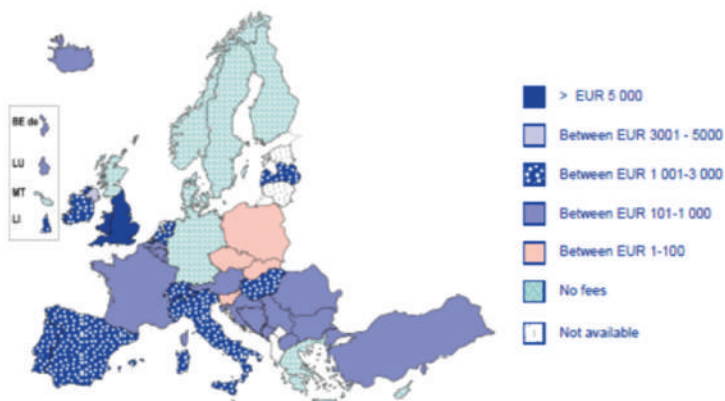 BE de
LU
MT
LI
> EUR 5 000
Between EUR 3001 - 5000
Between EUR 1 001-3 000
Between EUR 101-1 000
Between EUR 1-100
No fees
Not available